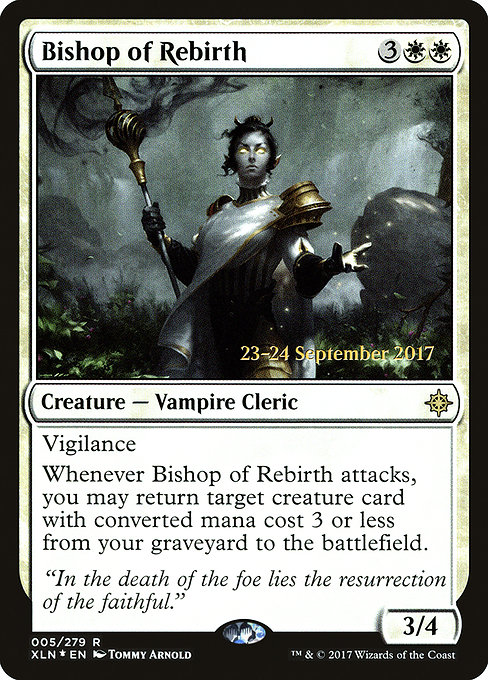 Bishop of Rebirth 3
23–24 September 2017
Creature — Vampire Cleric
Vigilance
Whenever Bishop of Rebirth attacks,
you may return target creature card
with converted mana cost 3 or less
from your graveyard to the battlefield.
“In the death of the foe lies the resurrection
of the faithful.”
3/4
005/279 R
XLN★EN Tommy Arnold ™ & © 2017 Wizards of the Coast